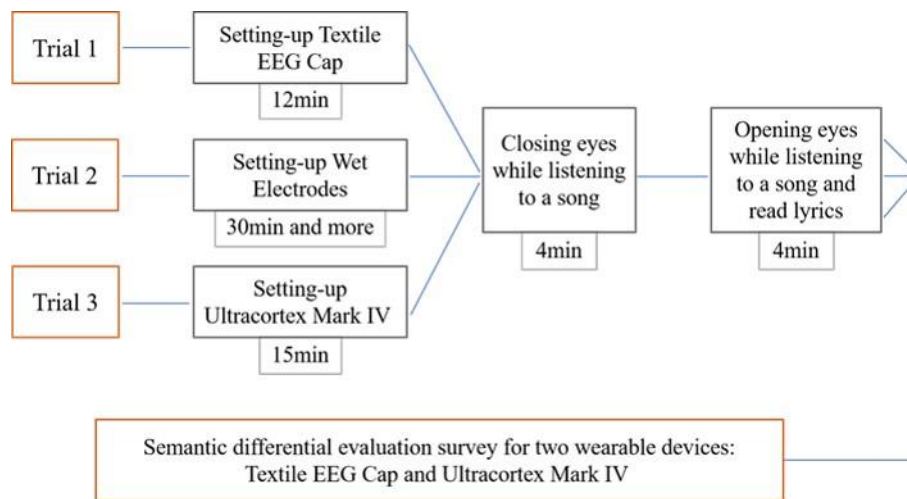 Trial 1
Setting-up Textile
EEG Cap
12min
Trial 2
Setting-up Wet
Electrodes
30min and more
Trial 3
Setting-up
Ultracortex Mark IV
15min
Closing eyes
while listening
to a song
4min
Opening eyes
while listening
to a song and
read lyrics
4min
Semantic differential evaluation survey for two wearable devices:
Textile EEG Cap and Ultracortex Mark IV